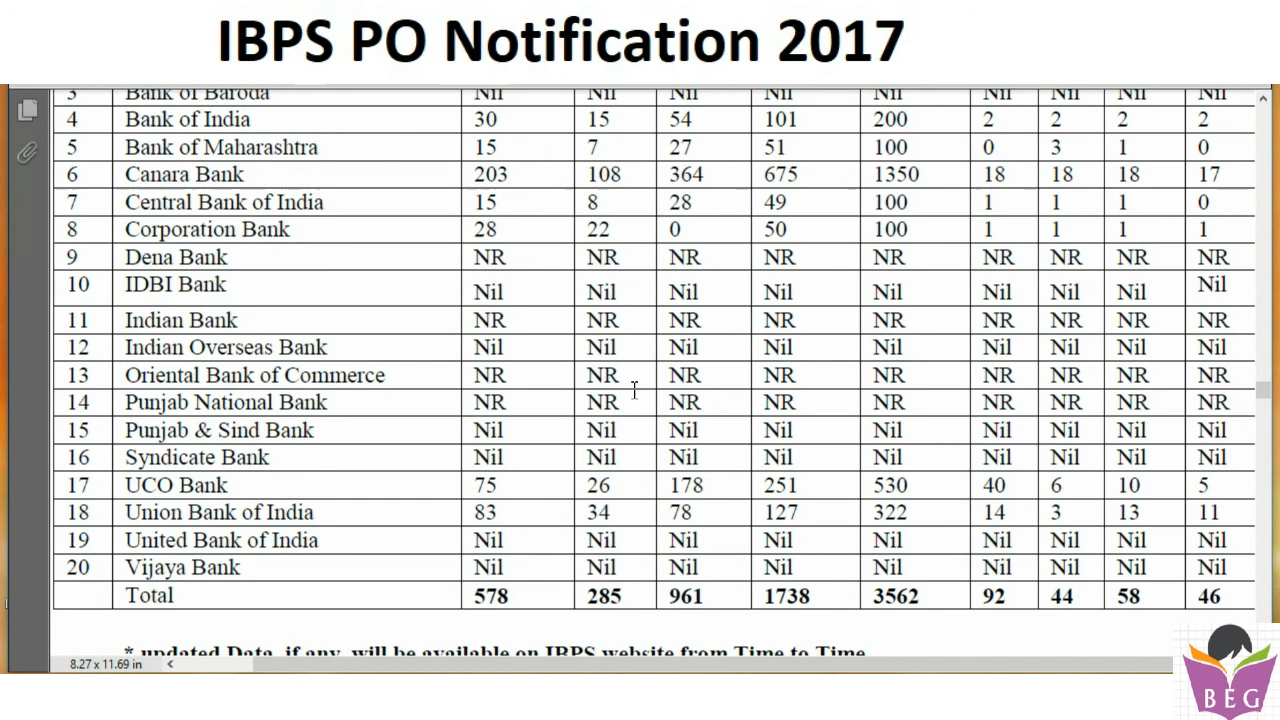 IBPS PO Notification 2017
3 Bank of Baroda Nil Nil Nil Nil Nil Nil Nil Nil Nil
4 Bank of India 30 15 54 101 200 2 2 2 2
5 Bank of Maharashtra 15 7 27 51 100 0 3 1 0
6 Canara Bank 203 108 364 675 1350 18 18 18 17
7 Central Bank of India 15 8 28 49 100 1 1 1 0
8 Corporation Bank 28 22 0 50 100 1 1 1 1
9 Dena Bank NR NR NR NR NR NR NR NR NR
10 IDBI Bank Nil Nil Nil Nil Nil Nil Nil Nil Nil
11 Indian Bank NR NR NR NR NR NR NR NR NR
12 Indian Overseas Bank Nil Nil Nil Nil Nil Nil Nil Nil Nil
13 Oriental Bank of Commerce NR NR NR NR NR NR NR NR NR
14 Punjab National Bank NR NR NR NR NR NR NR NR NR
15 Punjab & Sind Bank Nil Nil Nil Nil Nil Nil Nil Nil Nil
16 Syndicate Bank Nil Nil Nil Nil Nil Nil Nil Nil Nil
17 UCO Bank 75 26 178 251 530 40 6 10 5
18 Union Bank of India 83 34 78 127 322 14 3 13 11
19 United Bank of India Nil Nil Nil Nil Nil Nil Nil Nil Nil
20 Vijaya Bank Nil Nil Nil Nil Nil Nil Nil Nil Nil
Total 578 285 961 1738 3562 92 44 58 46
* updated Data, if any, will be available on IBPS website from Time to Time
8.27 x 11.69 in
BEG